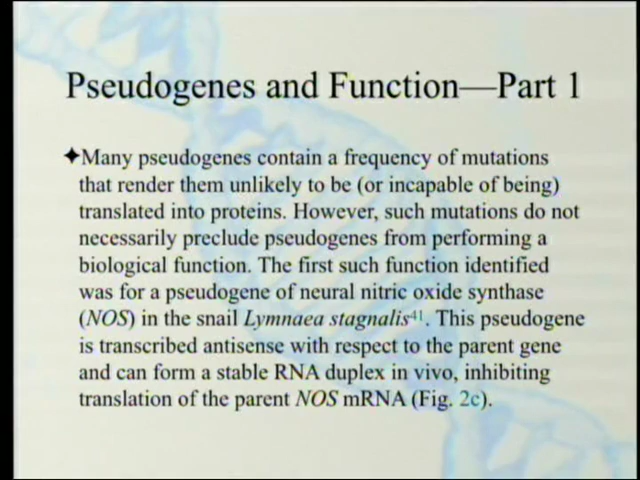 Pseudogenes and Function—Part 1
✦Many pseudogenes contain a frequency of mutations
that render them unlikely to be (or incapable of being)
translated into proteins. However, such mutations do not
necessarily preclude pseudogenes from performing a
biological function. The first such function identified
was for a pseudogene of neural nitric oxide synthase
(NOS) in the snail Lymnaea stagnalis⁴¹. This pseudogene
is transcribed antisense with respect to the parent gene
and can form a stable RNA duplex in vivo, inhibiting
translation of the parent NOS mRNA (Fig. 2c).